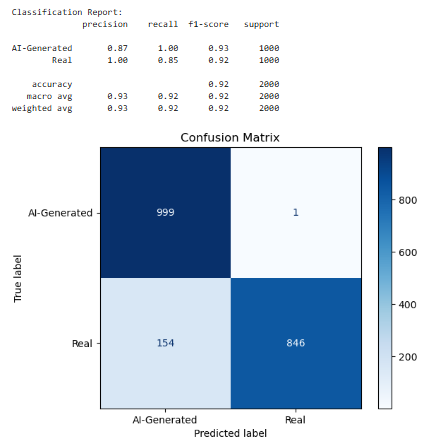 Classification Report:
precision recall f1-score support
AI-Generated 0.87 1.00 0.93 1000
Real 1.00 0.85 0.92 1000
accuracy 0.92 2000
macro avg 0.93 0.92 0.92 2000
weighted avg 0.93 0.92 0.92 2000
Confusion Matrix
AI-Generated 999 1
Real 154 846
True label
AI-Generated Real
Predicted label
800
600
400
200